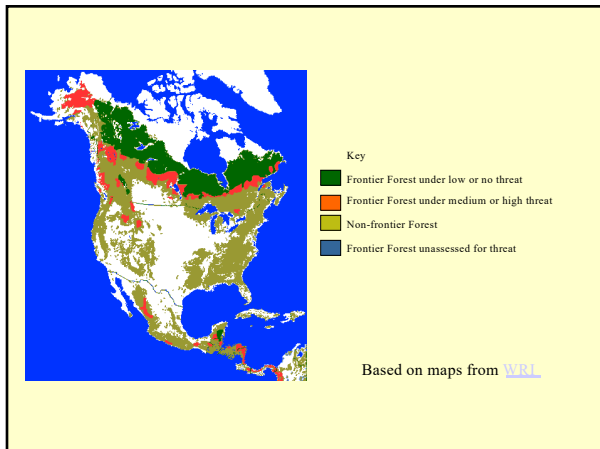 Key
Frontier Forest under low or no threat
Frontier Forest under medium or high threat
Non-frontier Forest
Frontier Forest unassessed for threat
Based on maps from WRI